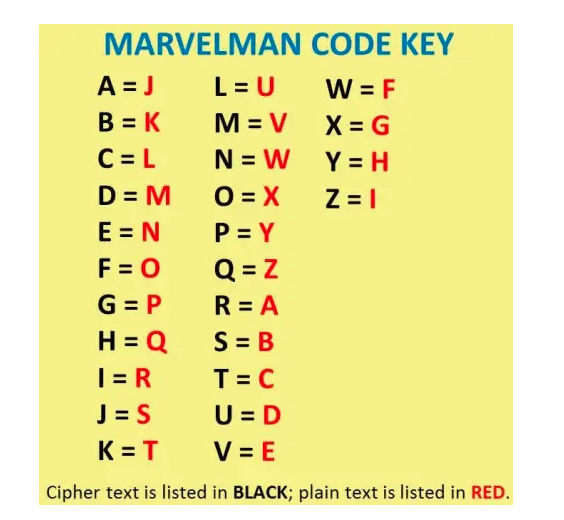 MARVELMAN CODE KEY
A = J
B = K
C = L
D = M
E = N
F = O
G = P
H = Q
I = R
J = S
K = T
L = U
M = V
N = W
O = X
P = Y
Q = Z
R = A
S = B
T = C
U = D
V = E
W = F
X = G
Y = H
Z = I
Cipher text is listed in BLACK; plain text is listed in RED.